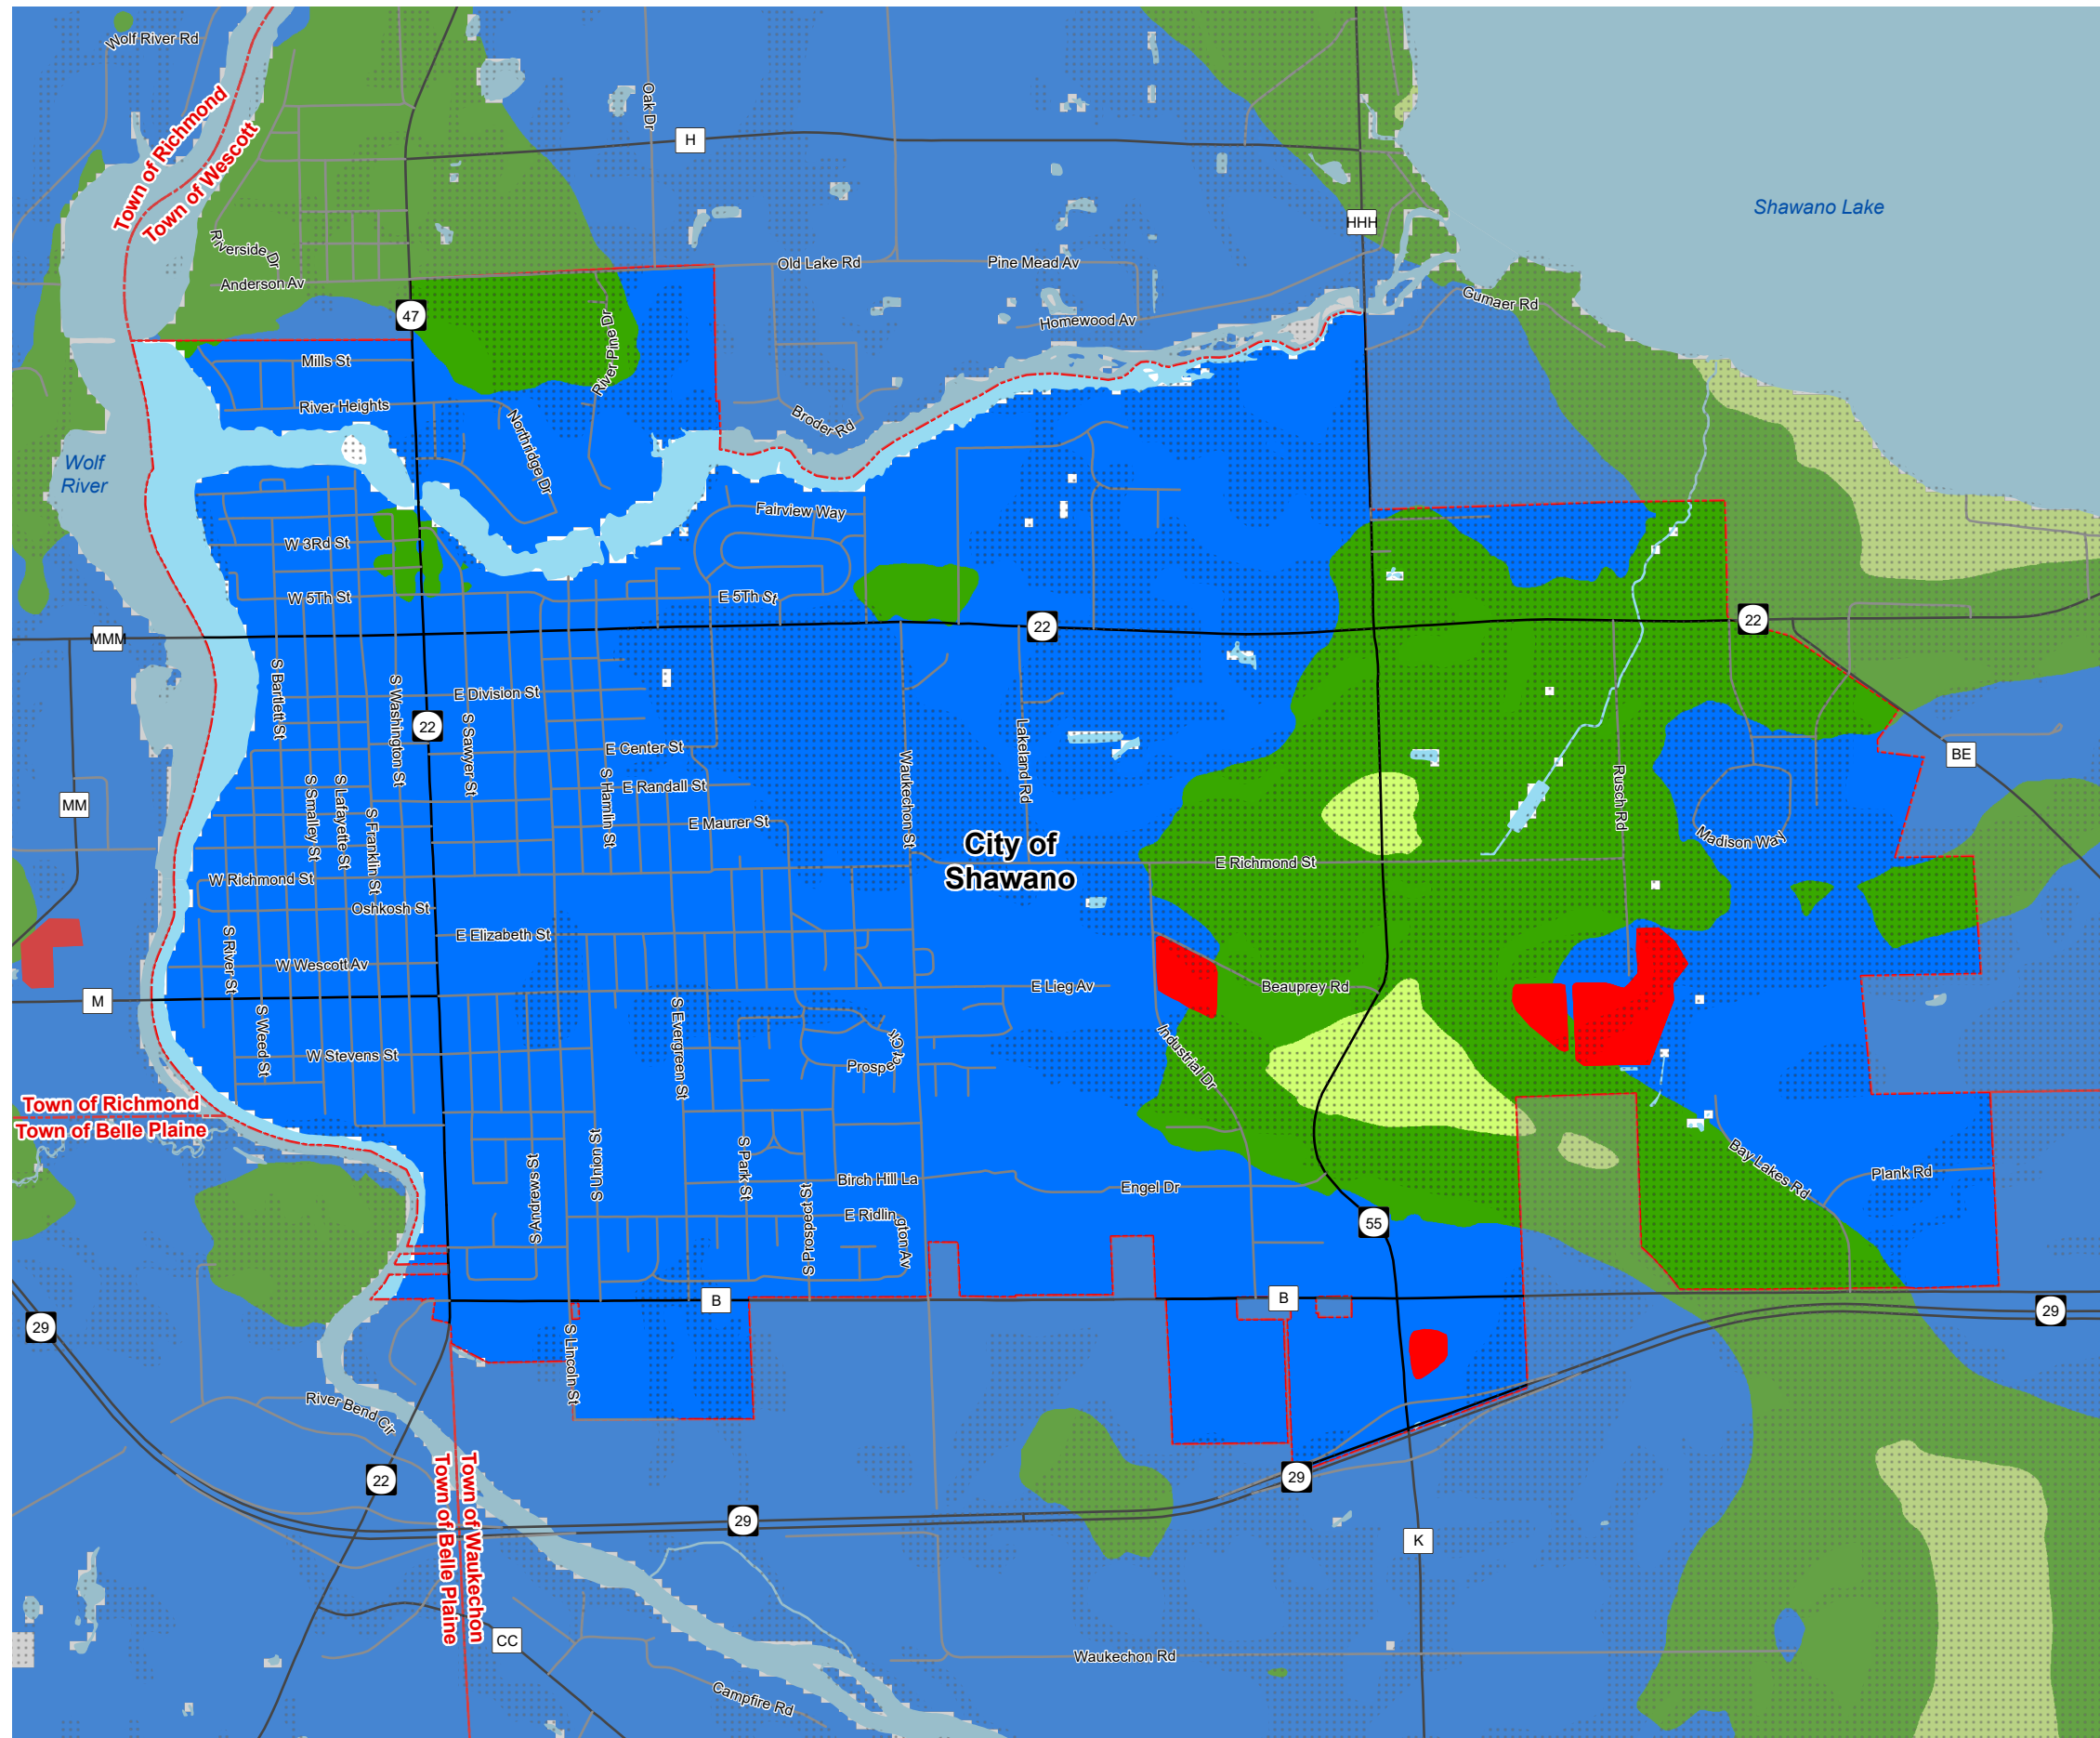 Wolf River Rd
Town of Richmond
Town of Wescott
Oak Dr
H
HHH
Shawano Lake
Riverside Dr
Anderson Av
Old Lake Rd
Pine Mead Av
Gumaer Rd
47
River Pine Dr
Homewood Av
Mills St
River Heights
Northridge Dr
Broder Rd
Wolf
River
Fairview Way
W 3Rd St
W 5Th St
E 5Th St
22
22
MMM
S Bartlett St
S Washington St
E Division St
22
S Sawyer St
Lakeland Rd
E Center St
Waukechon St
BE
MM
S Smalley St
S Lafayette St
S Franklin St
S Hamlin St
E Randall St
Rusch Rd
E Maurer St
Madison Way
City of
Shawano
E Richmond St
W Richmond St
Oshkosh St
S River St
E Elizabeth St
W Wescott Av
E Lieg Av
Beauprey Rd
M
S Weed St
S Evergreen St
W Stevens St
Prospect Cir
Industrial Dr
Town of Richmond
Town of Belle Plaine
S Andrews St
S Union St
S Park St
S Prospect St
Birch Hill La
Engel Dr
Bay Lakes Rd
Plank Rd
E Ridlington Av
55
B
B
29
29
S Lincoln St
River Bend Cir
22
Town of Belle Plaine
Town of Waukechon
29
29
K
CC
Waukechon Rd
Campfire Rd